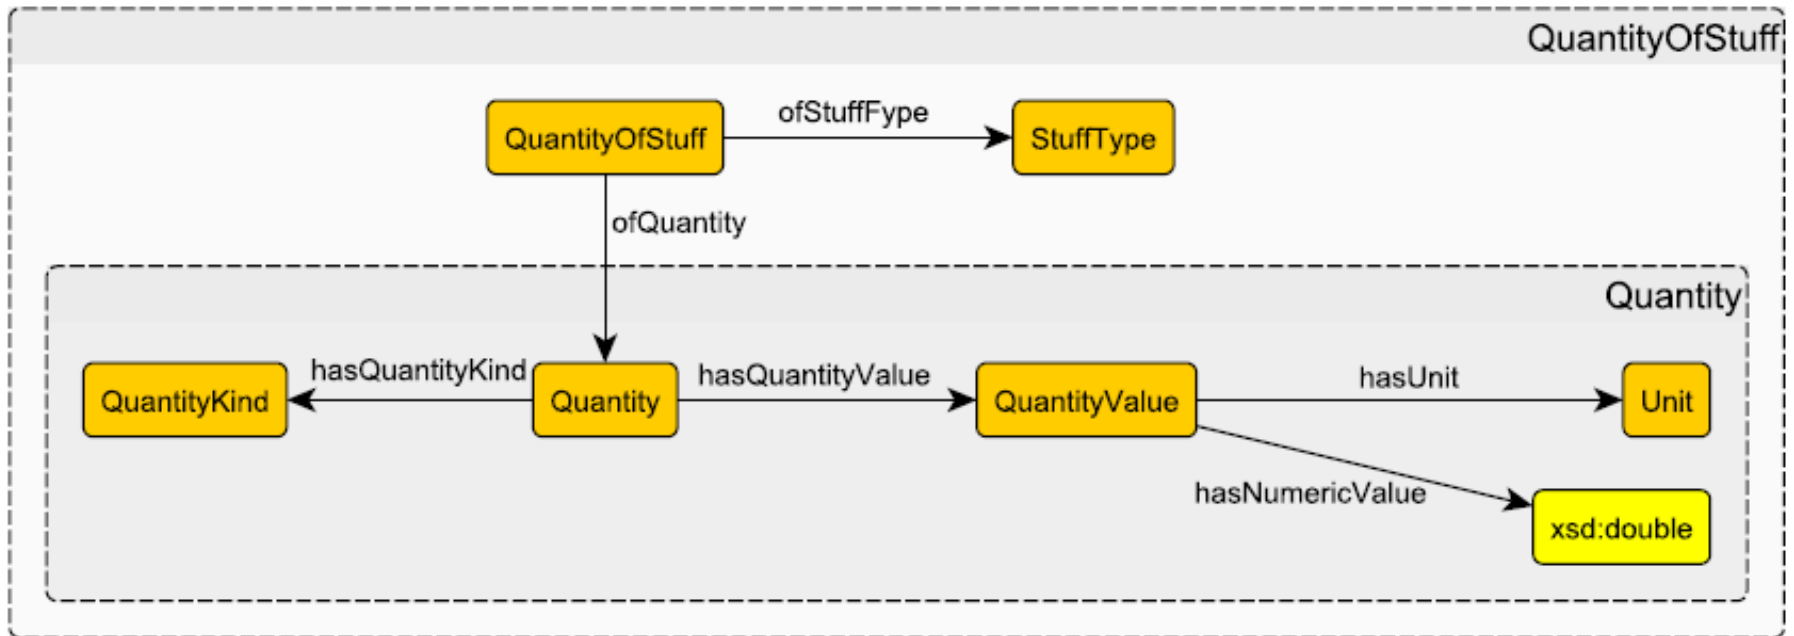 QuantityOfStuff
QuantityOfStuff
ofStuffFype
StuffType
ofQuantity
Quantity
QuantityKind
hasQuantityKind
Quantity
hasQuantityValue
QuantityValue
hasUnit
Unit
hasNumericValue
xsd:double